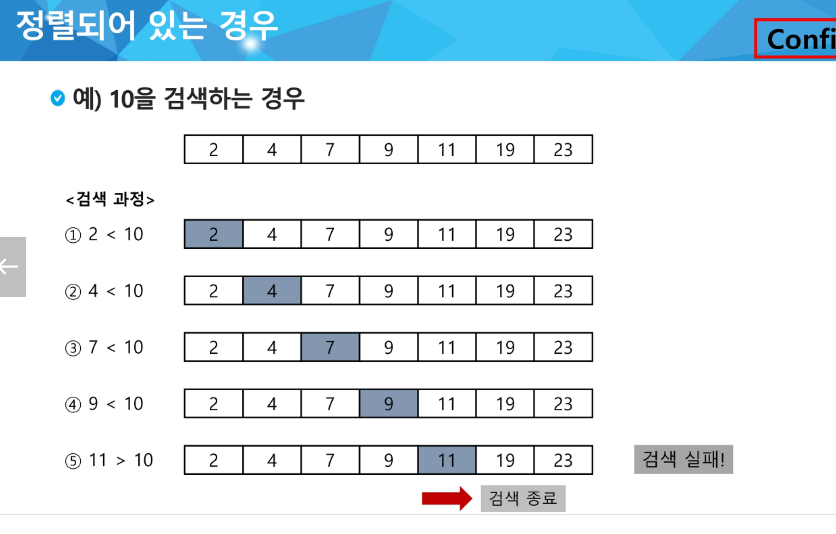 정렬되어 있는 경우
Confi
예) 10을 검색하는 경우
2 4 7 9 11 19 23
<검색 과정>
① 2 < 10 2 4 7 9 11 19 23
② 4 < 10 2 4 7 9 11 19 23
③ 7 < 10 2 4 7 9 11 19 23
④ 9 < 10 2 4 7 9 11 19 23
⑤ 11 > 10 2 4 7 9 11 19 23 검색 실패!
검색 종료